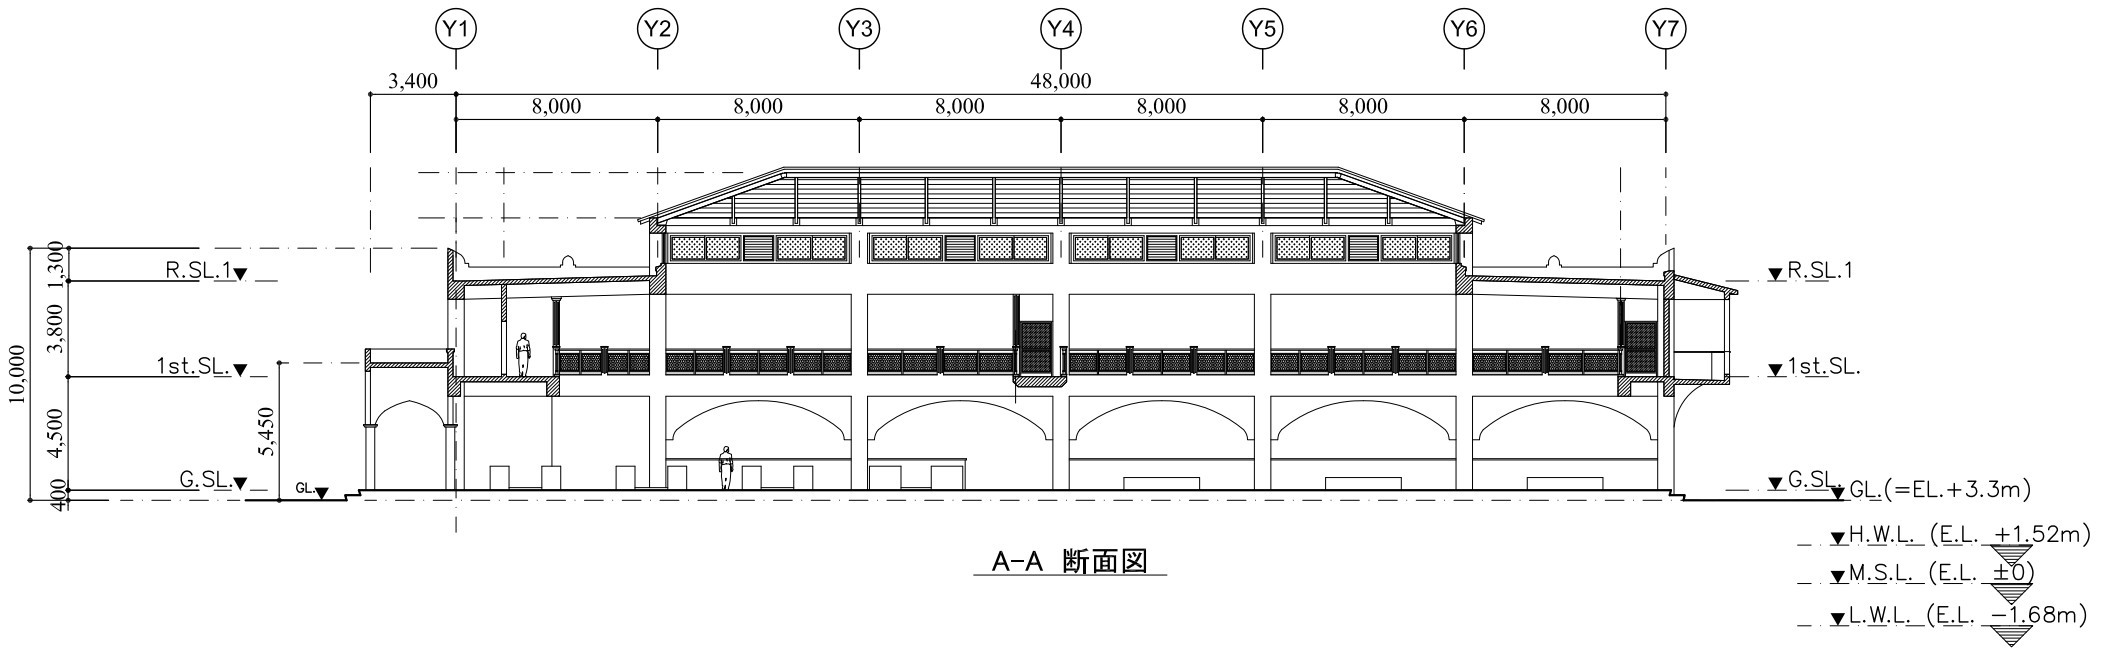 Y1 Y2 Y3 Y4 Y5 Y6 Y7
3,400 48,000
8,000 8,000 8,000 8,000 8,000 8,000
1,300
3,800
10,000
4,500
400
5,450
R.SL.1
1st.SL.
G.SL.
GL.
R.SL.1
1st.SL.
G.SL.
GL.(=EL.+3.3m)
H.W.L. (E.L. +1.52m)
M.S.L. (E.L. ±0)
L.W.L. (E.L. −1.68m)
A-A 断面図